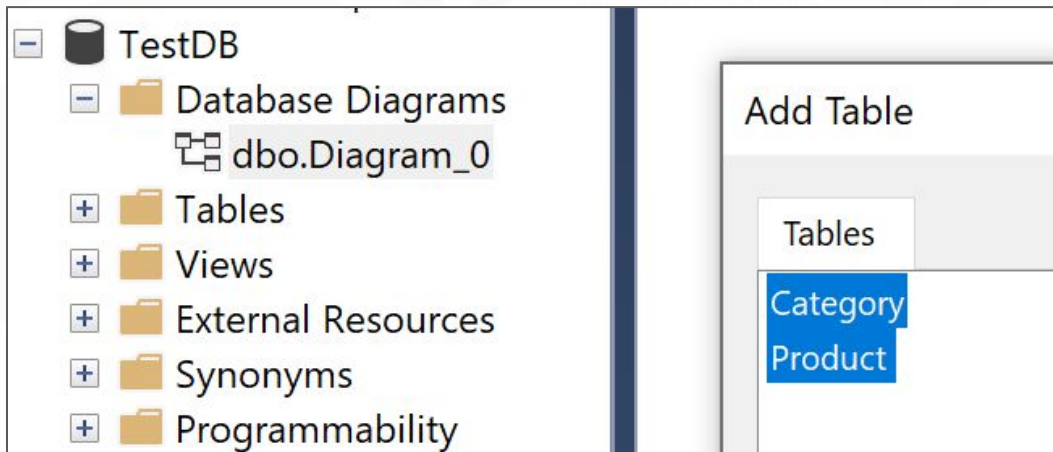 TestDB
Database Diagrams
dbo.Diagram_0
Tables
Views
External Resources
Synonyms
Programmability
Add Table
Tables
Category
Product